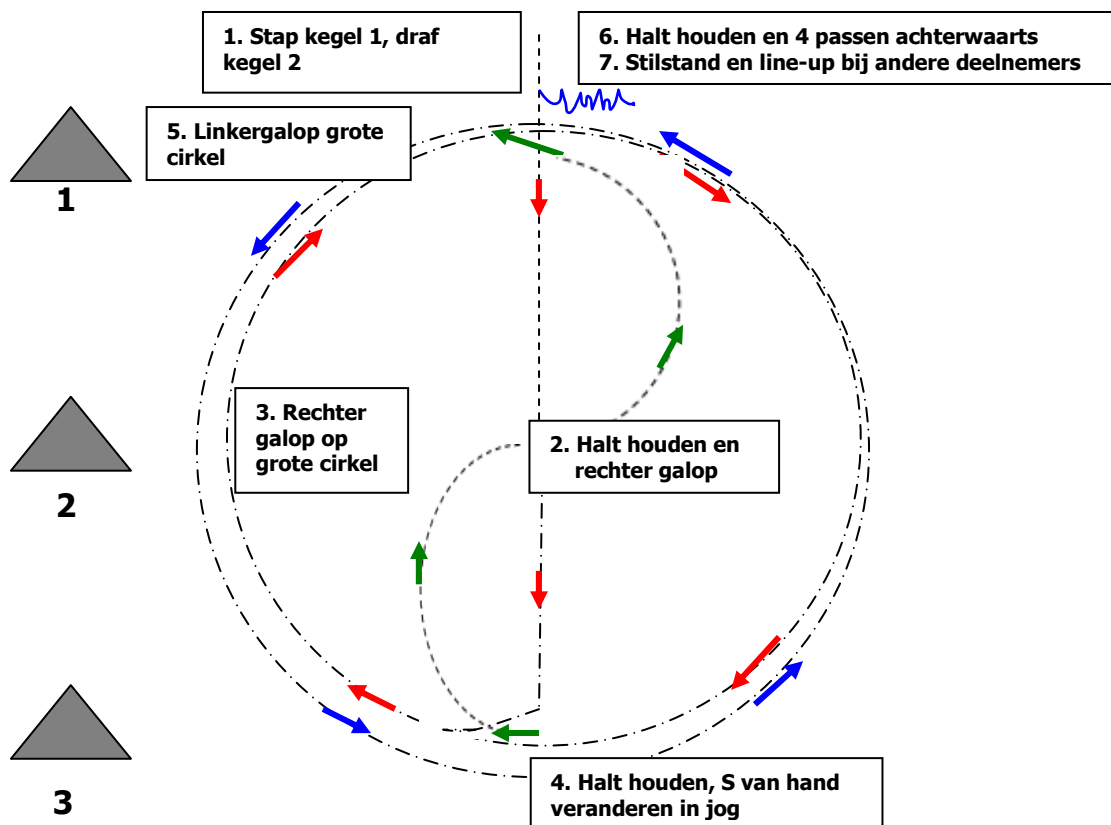 1. Stap kegel 1, draf
kegel 2
6. Halt houden en 4 passen achterwaarts
7. Stilstand en line-up bij andere deelnemers
5. Linkergalop grote
cirkel
1
3. Rechter
galop op
grote cirkel
2. Halt houden en
rechter galop
2
4. Halt houden, S van hand
veranderen in jog
3